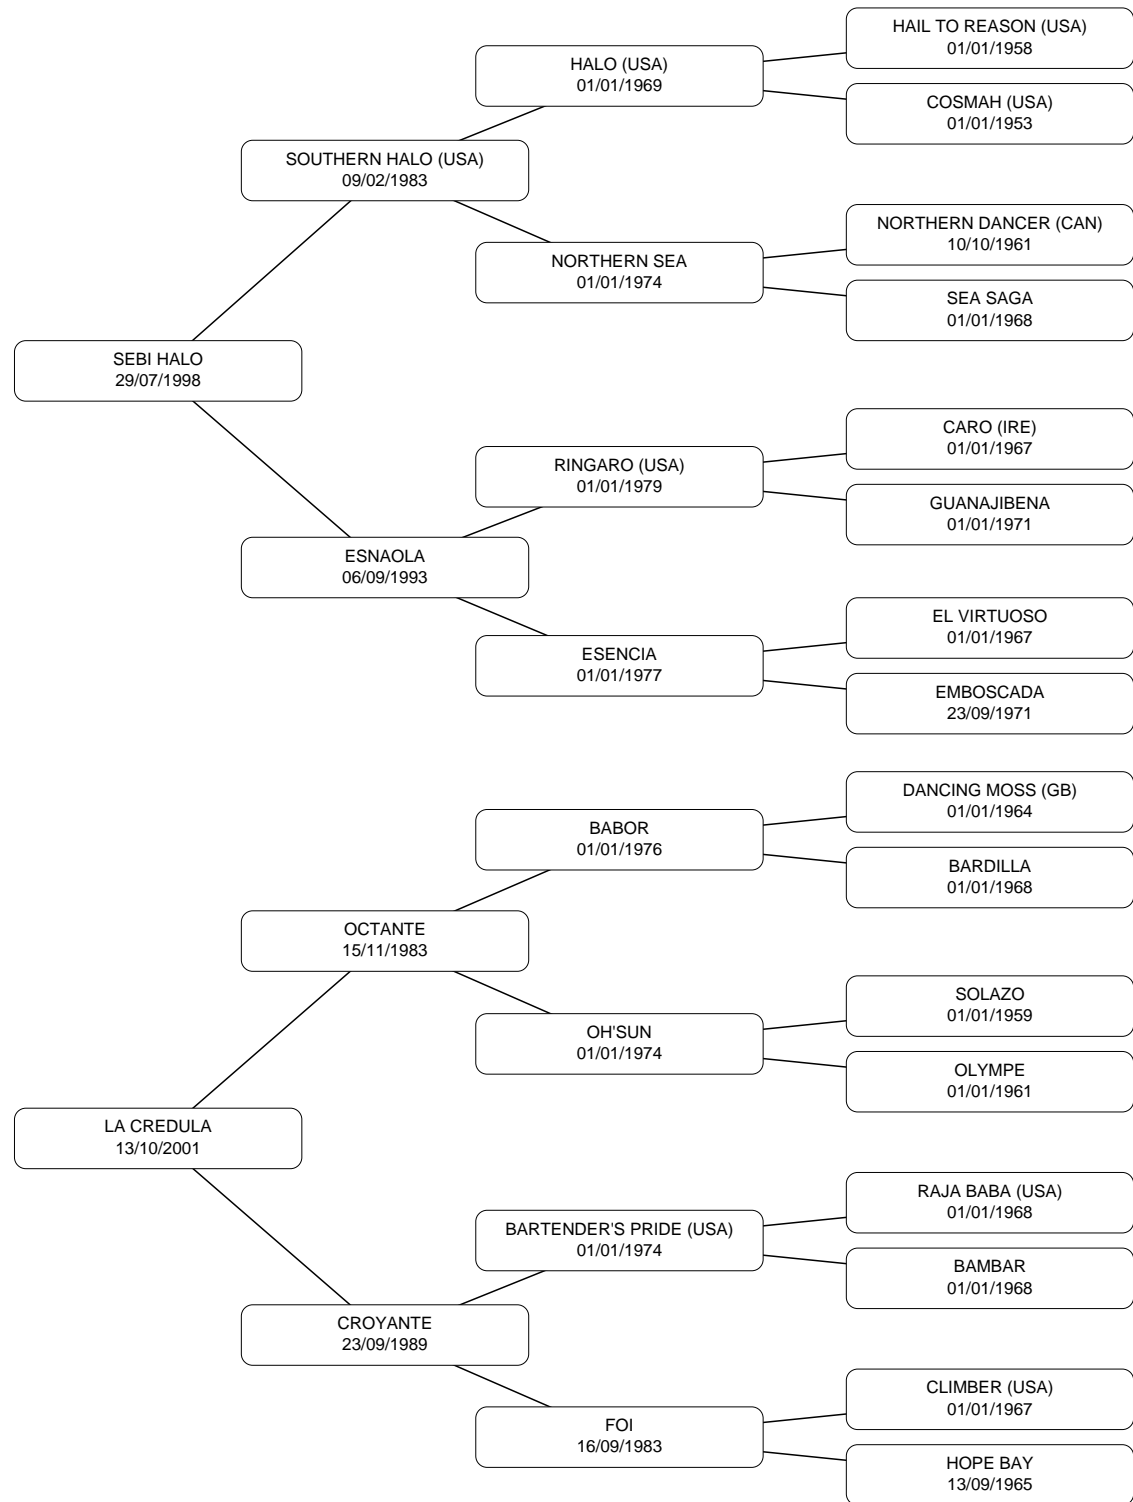 HAIL TO REASON (USA)
01/01/1958
HALO (USA)
01/01/1969
COSMAH (USA)
01/01/1953
SOUTHERN HALO (USA)
09/02/1983
NORTHERN DANCER (CAN)
10/10/1961
NORTHERN SEA
01/01/1974
SEA SAGA
01/01/1968
SEBI HALO
29/07/1998
CARO (IRE)
01/01/1967
RINGARO (USA)
01/01/1979
GUANAJIBENA
01/01/1971
ESNAOLA
06/09/1993
EL VIRTUOSO
01/01/1967
ESENCIA
01/01/1977
EMBOSCADA
23/09/1971
DANCING MOSS (GB)
01/01/1964
BABOR
01/01/1976
BARDILLA
01/01/1968
OCTANTE
15/11/1983
SOLAZO
01/01/1959
OH'SUN
01/01/1974
OLYMPE
01/01/1961
LA CREDULA
13/10/2001
RAJA BABA (USA)
01/01/1968
BARTENDER'S PRIDE (USA)
01/01/1974
BAMBAR
01/01/1968
CROYANTE
23/09/1989
CLIMBER (USA)
01/01/1967
FOI
16/09/1983
HOPE BAY
13/09/1965